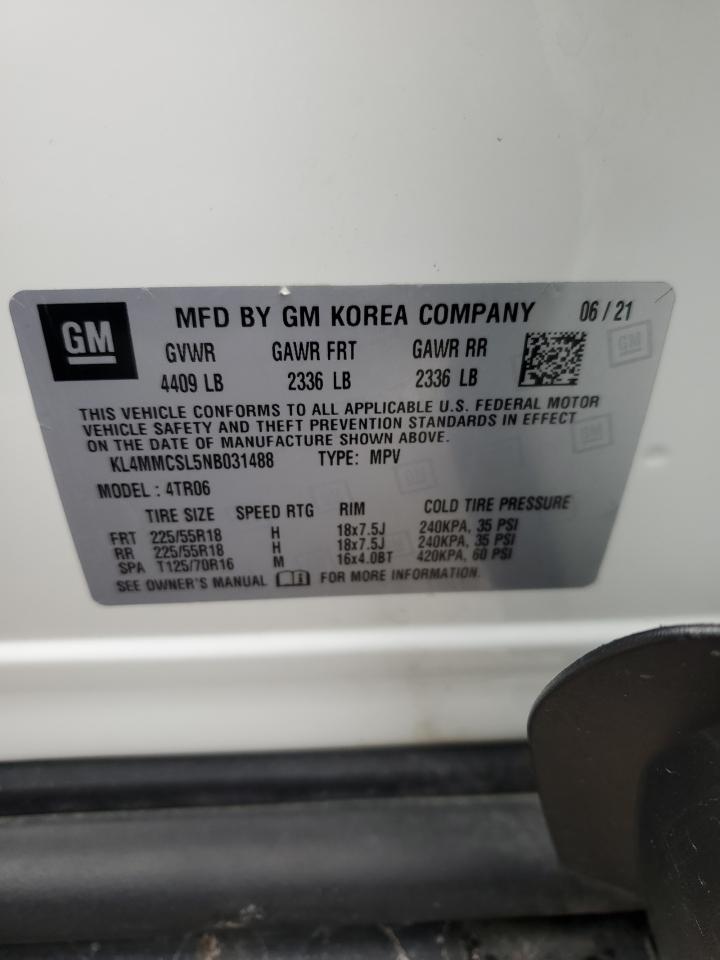 GM MFD BY GM KOREA COMPANY 06/21
GVWR GAWR FRT GAWR RR
4409 LB 2336 LB 2336 LB
THIS VEHICLE CONFORMS TO ALL APPLICABLE U.S. FEDERAL MOTOR
VEHICLE SAFETY AND THEFT PREVENTION STANDARDS IN EFFECT
ON THE DATE OF MANUFACTURE SHOWN ABOVE.
KL4MMCSL5NB031488 TYPE: MPV
MODEL: 4TR06
TIRE SIZE SPEED RTG RIM COLD TIRE PRESSURE
FRT 225/55R18 H 18x7.5J 240KPA, 35 PSI
RR 225/55R18 H 18x7.5J 240KPA, 35 PSI
SPA T125/70R16 M 16x4.0BT 420KPA, 60 PSI
SEE OWNER'S MANUAL FOR MORE INFORMATION.